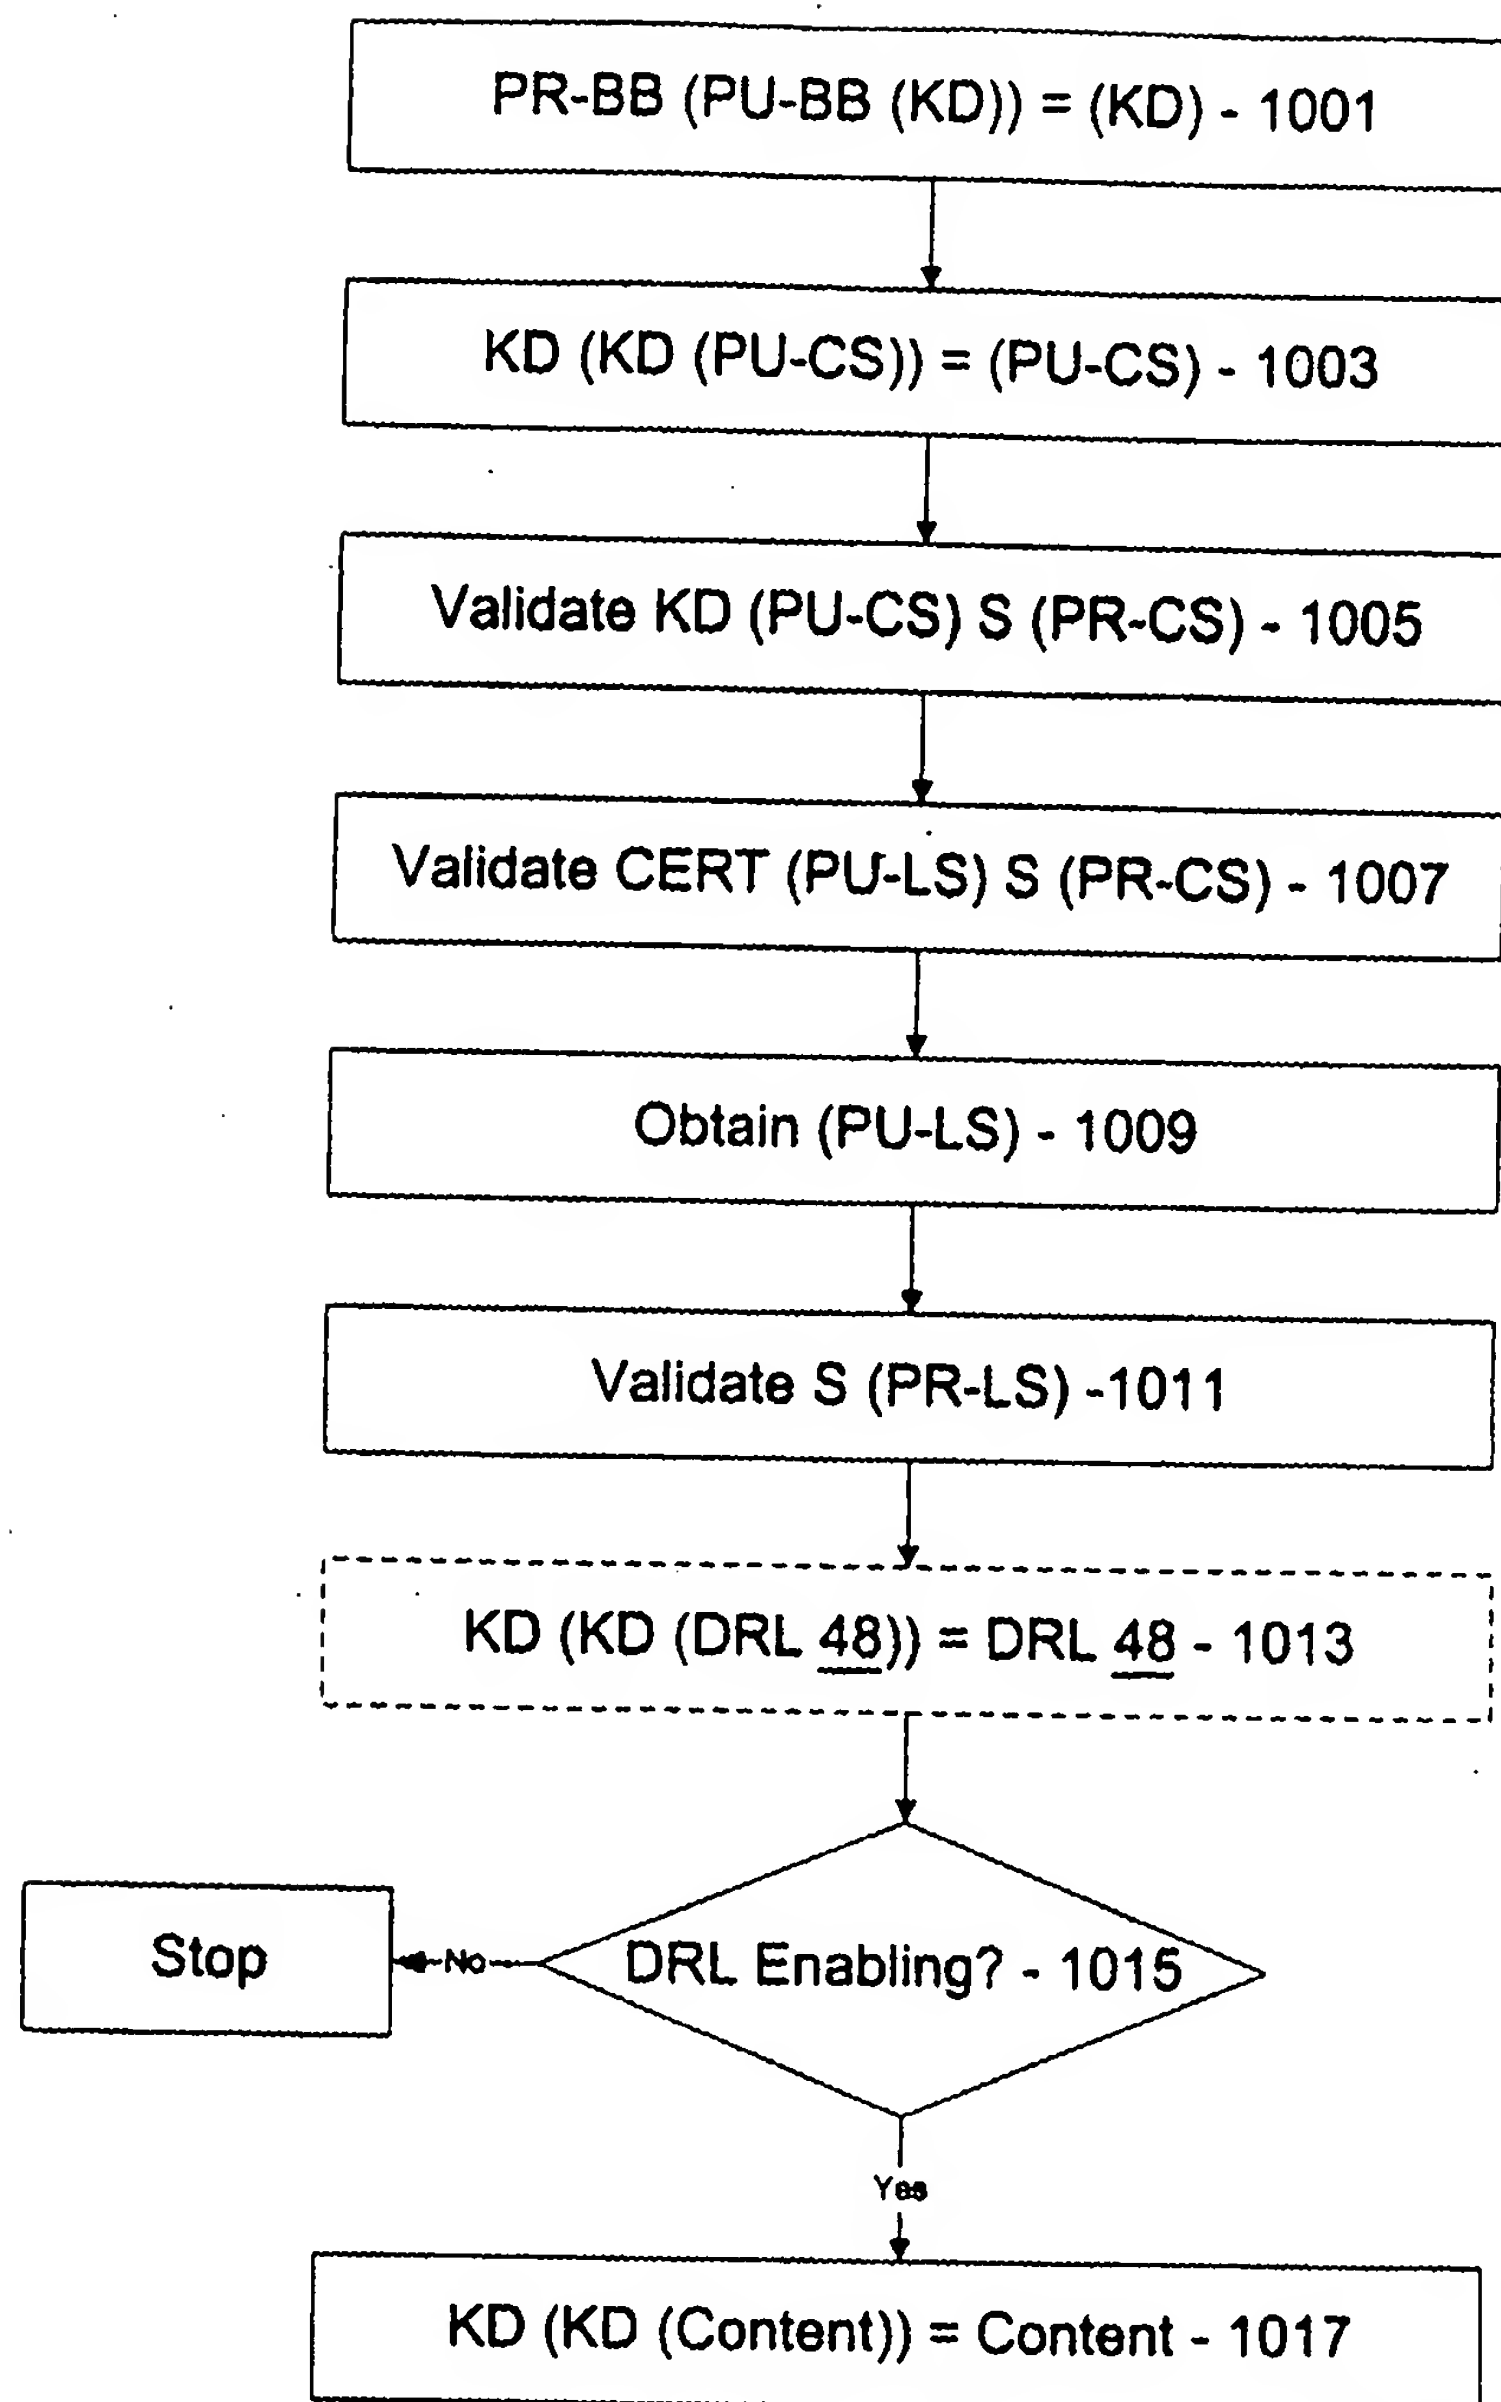 PR-BB (PU-BB (KD)) = (KD) - 1001
KD (KD (PU-CS)) = (PU-CS) - 1003
Validate KD (PU-CS) S (PR-CS) - 1005
Validate CERT (PU-LS) S (PR-CS) - 1007
Obtain (PU-LS) - 1009
Validate S (PR-LS) -1011
KD (KD (DRL 48)) = DRL 48 - 1013
DRL Enabling? - 1015
No
Stop
Yes
KD (KD (Content)) = Content - 1017